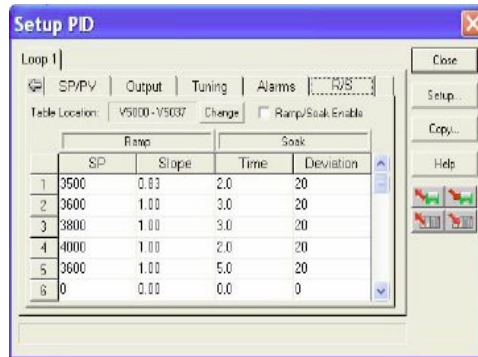 Setup PID
Loop 1
SP/PV Output Tuning Alarms R/S
Table Location: V5000 - V5037 Change Ramp/Soak Enable
Ramp Soak
SP Slope Time Deviation
1 3500 0.83 2.0 20
2 3600 1.00 3.0 20
3 3800 1.00 3.0 20
4 4000 1.00 2.0 20
5 3600 1.00 5.0 20
6 0 0.00 0.0 0
Close
Setup...
Copy...
Help